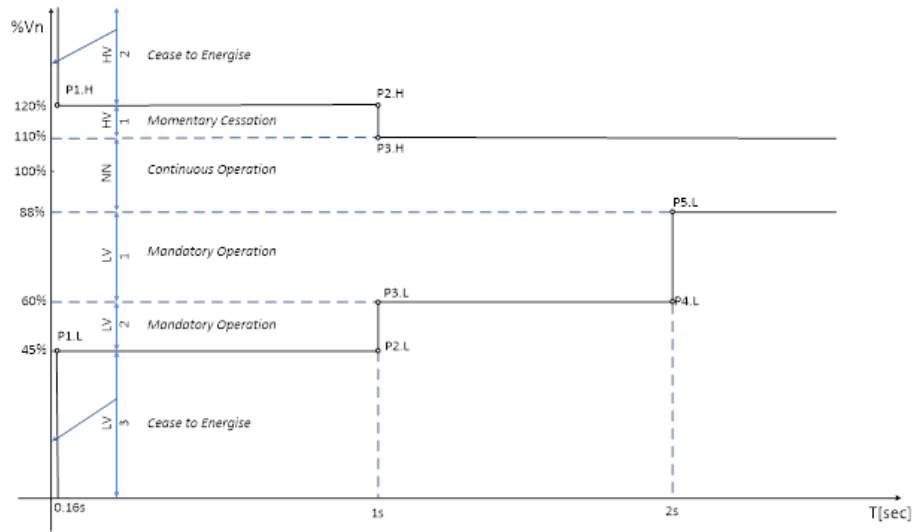 %Vn
HV 2 Cease to Energise
P1.H
P2.H
120%
HV 1 Momentary Cessation
110%
P3.H
100%
NN Continuous Operation
88%
P5.L
LV 1 Mandatory Operation
60%
P3.L
P4.L
LV 2 Mandatory Operation
P1.L
45%
P2.L
LV 3 Cease to Energise
0.16s
1s
2s
T[sec]